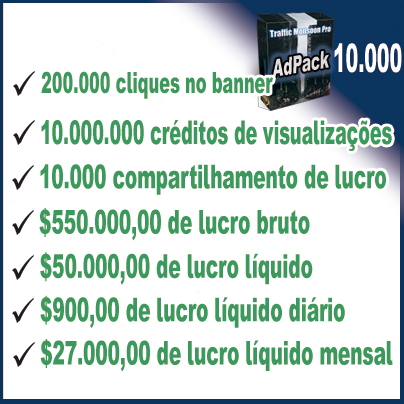 Traffic Monsoon Pro
AdPack 10.000
200.000 cliques no banner
10.000.000 créditos de visualizações
10.000 compartilhamento de lucro
$550.000,00 de lucro bruto
$50.000,00 de lucro líquido
$900,00 de lucro líquido diário
$27.000,00 de lucro líquido mensal